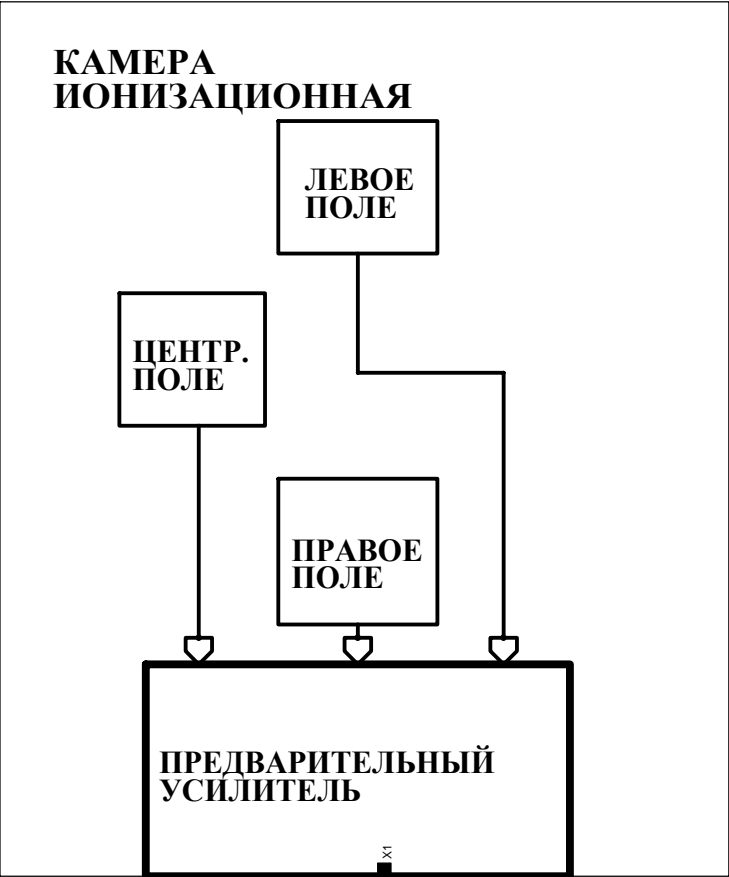 КАМЕРА
ИОНИЗАЦИОННАЯ
ЛЕВОЕ
ПОЛЕ
ЦЕНТР.
ПОЛЕ
ПРАВОЕ
ПОЛЕ
ПРЕДВАРИТЕЛЬНЫЙ
УСИЛИТЕЛЬ
X1